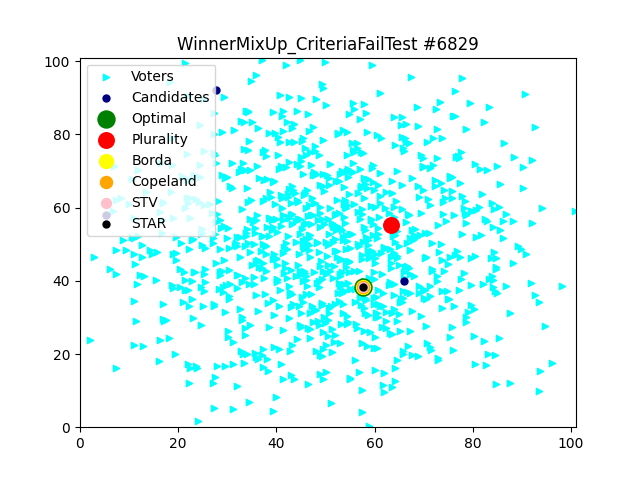 WinnerMixUp_CriteriaFailTest #6829
100
80
60
40
20
0
Voters
Candidates
Optimal
Plurality
Borda
Copeland
STV
STAR
0 20 40 60 80 100